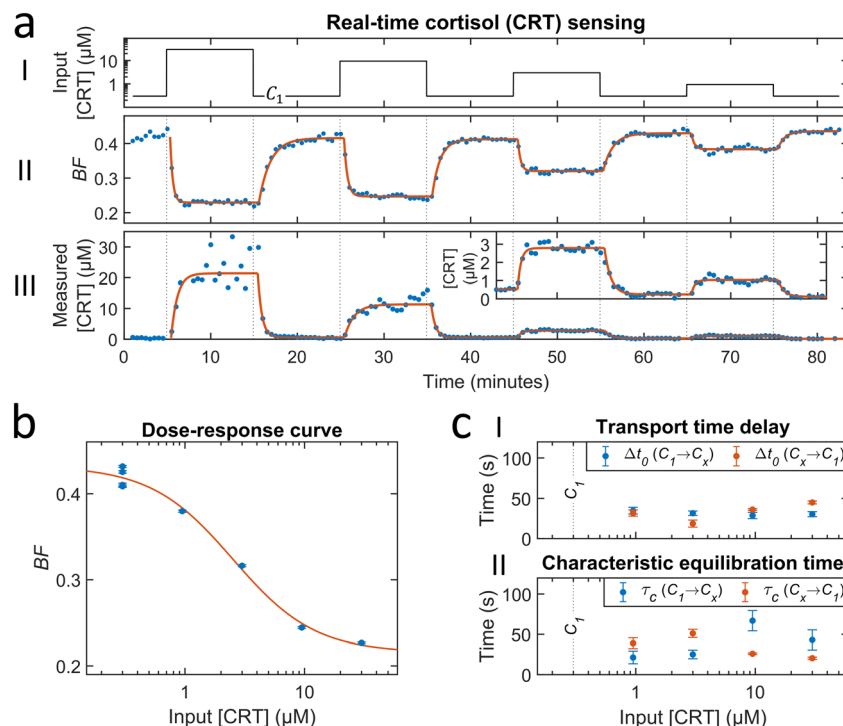 a
Real-time cortisol (CRT) sensing
I
Input
[CRT] (µM)
10
1
C1
II
BF
0.4
0.3
0.2
III
Measured
[CRT] (µM)
30
20
10
0
[CRT]
(µM)
3
2
1
0
10 20 30 40 50 60 70 80
Time (minutes)
b
Dose-response curve
BF
0.4
0.3
0.2
1 10
Input [CRT] (µM)
c
I
Transport time delay
Time (s)
100
50
0
C1
Δt0 (C1→Cx) Δt0 (Cx→C1)
II
Characteristic equilibration time
Time (s)
100
50
0
C1
τc (C1→Cx) τc (Cx→C1)
1 10
Input [CRT] (µM)